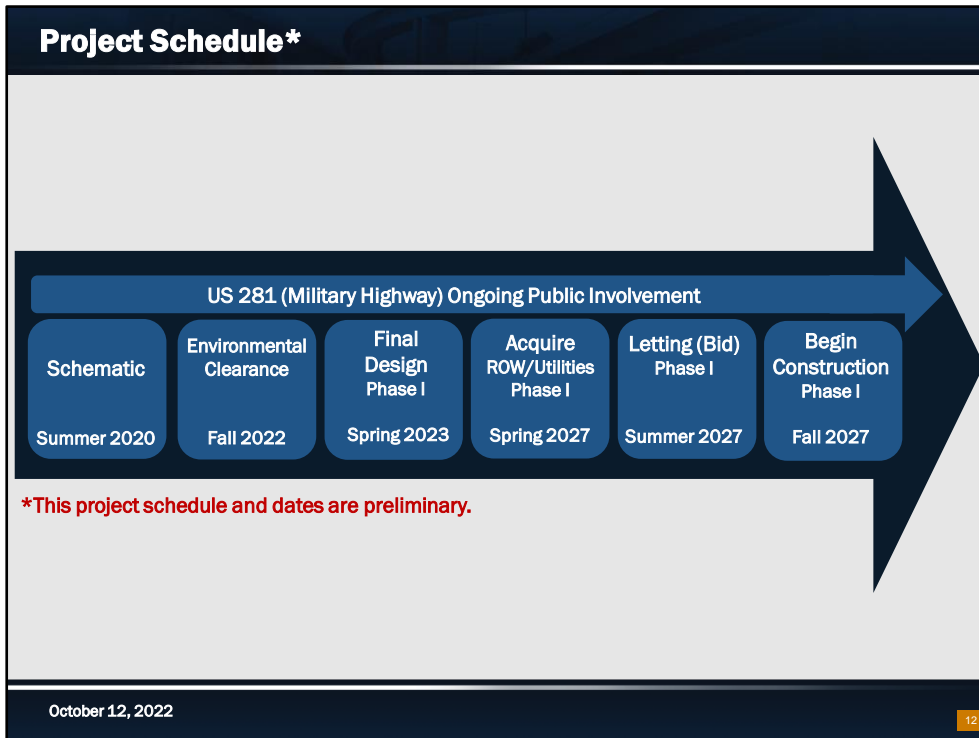 Project Schedule*
US 281 (Military Highway) Ongoing Public Involvement
Schematic
Summer 2020
Environmental
Clearance
Fall 2022
Final
Design
Phase I
Spring 2023
Acquire
ROW/Utilities
Phase I
Spring 2027
Letting (Bid)
Phase I
Summer 2027
Begin
Construction
Phase I
Fall 2027
*This project schedule and dates are preliminary.
October 12, 2022
12